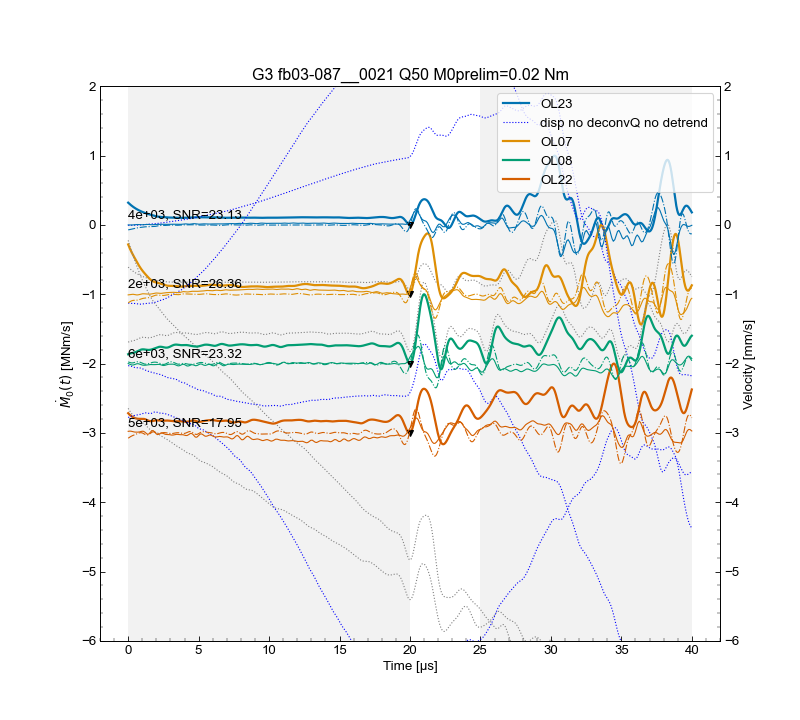 G3 fb03-087__0021 Q50 M0prelim=0.02 Nm
OL23
disp no deconvQ no detrend
OL07
OL08
OL22
4e+03, SNR=23.13
2e+03, SNR=26.36
6e+03, SNR=23.32
5e+03, SNR=17.95
2
1
0
−1
−2
−3
−4
−5
−6
2
1
0
−1
−2
−3
−4
−5
−6
Ṁ₀(t) [MNm/s]
Velocity [mm/s]
0 5 10 15 20 25 30 35 40
Time [μs]